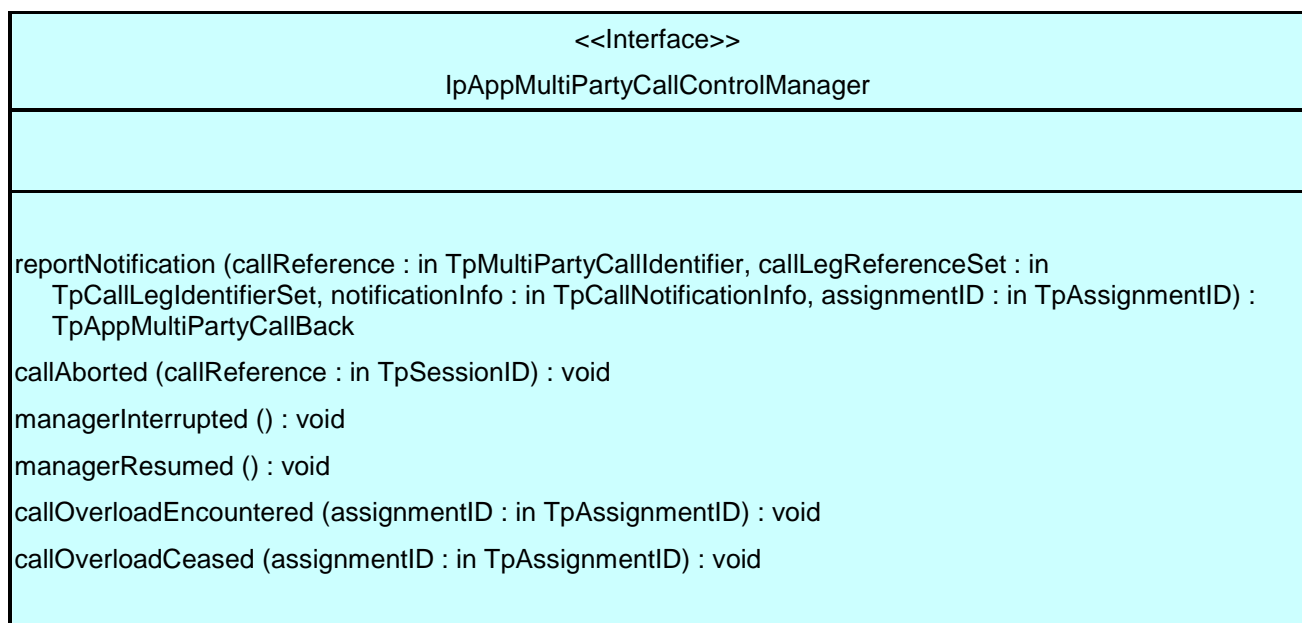 <<Interface>>
IpAppMultiPartyCallControlManager
reportNotification (callReference : in TpMultiPartyCallIdentifier, callLegReferenceSet : in
TpCallLegIdentifierSet, notificationInfo : in TpCallNotificationInfo, assignmentID : in TpAssignmentID) :
TpAppMultiPartyCallBack
callAborted (callReference : in TpSessionID) : void
managerInterrupted () : void
managerResumed () : void
callOverloadEncountered (assignmentID : in TpAssignmentID) : void
callOverloadCeased (assignmentID : in TpAssignmentID) : void